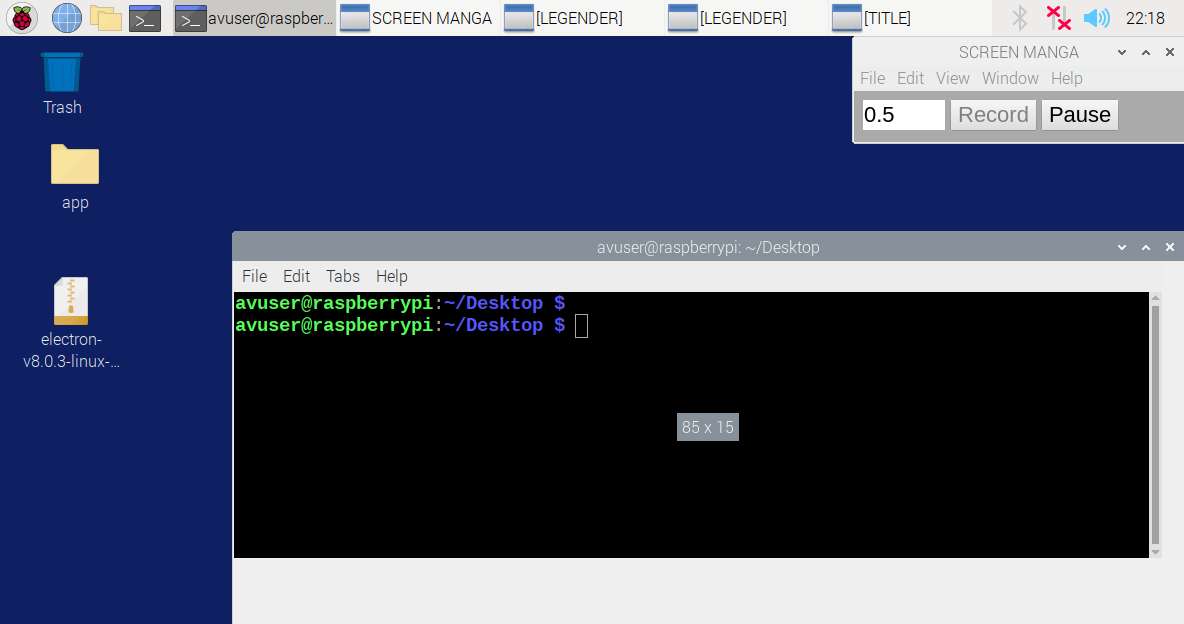 avuser@raspber...
SCREEN MANGA
[LEGENDER]
[LEGENDER]
[TITLE]
22:18
SCREEN MANGA
File Edit View Window Help
0.5 Record Pause
Trash
app
electron-
v8.0.3-linux-...
avuser@raspberrypi: ~/Desktop
File Edit Tabs Help
avuser@raspberrypi:~/Desktop $
avuser@raspberrypi:~/Desktop $
85 x 15